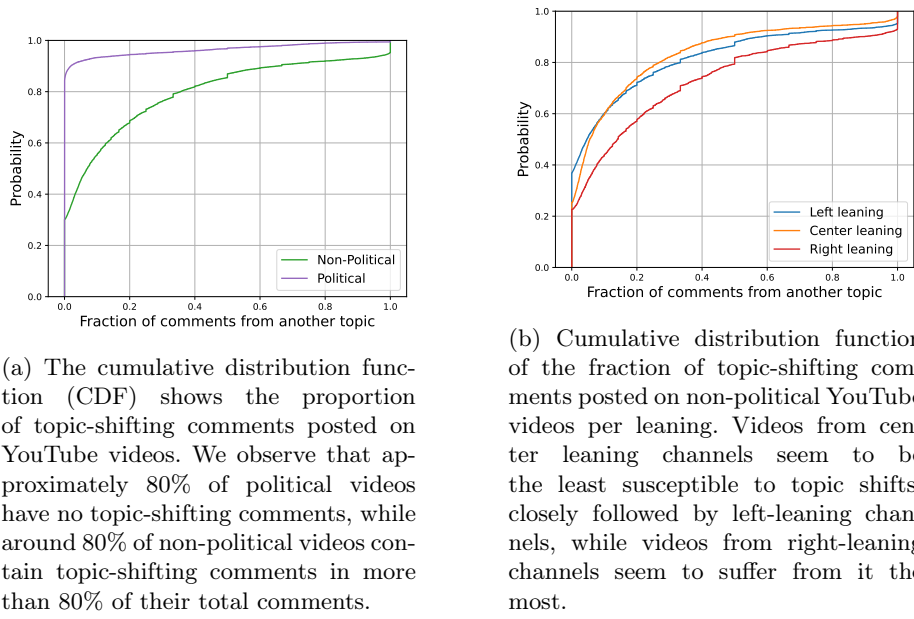 1.0
0.8
0.6
0.4
0.2
0.0
Probability
0.0 0.2 0.4 0.6 0.8 1.0
Fraction of comments from another topic
Non-Political
Political
(a) The cumulative distribution func-
tion (CDF) shows the proportion
of topic-shifting comments posted on
YouTube videos. We observe that ap-
proximately 80% of political videos
have no topic-shifting comments, while
around 80% of non-political videos con-
tain topic-shifting comments in more
than 80% of their total comments.
1.0
0.8
0.6
0.4
0.2
0.0
Probability
0.0 0.2 0.4 0.6 0.8 1.0
Fraction of comments from another topic
Left leaning
Center leaning
Right leaning
(b) Cumulative distribution function
of the fraction of topic-shifting com
ments posted on non-political YouTube
videos per leaning. Videos from cen
ter leaning channels seem to be
the least susceptible to topic shifts
closely followed by left-leaning chan
nels, while videos from right-leaning
channels seem to suffer from it the
most.